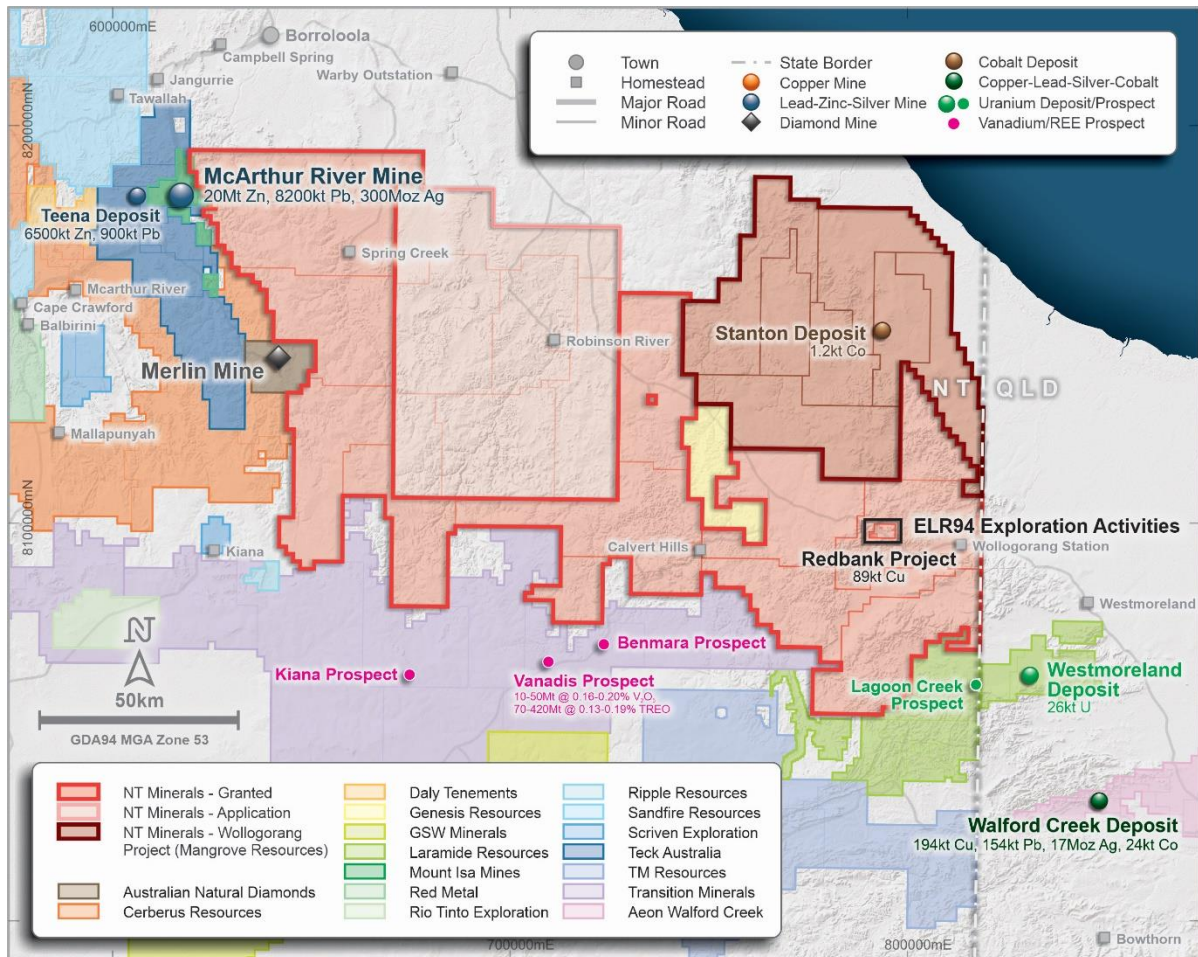 600000mE
Borroloola
Campbell Spring
Jangurrie
Warby Outstation
Tawallah
8200000mN
Town
Homestead
Major Road
Minor Road
State Border
Copper Mine
Lead-Zinc-Silver Mine
Diamond Mine
Cobalt Deposit
Copper-Lead-Silver-Cobalt
Uranium Deposit/Prospect
Vanadium/REE Prospect
McArthur River Mine
20Mt Zn, 8200kt Pb, 300Moz Ag
Teena Deposit
6500kt Zn, 900kt Pb
Spring Creek
Mcarthur River
Cape Crawford
Balbirini
Merlin Mine
Robinson River
Stanton Deposit
1.2kt Co
NT QLD
Mallapunyah
8100000mN
Kiana
Calvert Hills
ELR94 Exploration Activities
Redbank Project
89kt Cu
Wollogorang Station
Westmoreland
N
50km
GDA94 MGA Zone 53
Kiana Prospect
Benmara Prospect
Vanadis Prospect
10-50Mt @ 0.16-0.20% V₂O₅
70-420Mt @ 0.13-0.19% TREO
Lagoon Creek
Prospect
Westmoreland
Deposit
26kt U
Walford Creek Deposit
194kt Cu, 154kt Pb, 17Moz Ag, 24kt Co
NT Minerals - Granted
NT Minerals - Application
NT Minerals - Wollogorang
Project (Mangrove Resources)
Australian Natural Diamonds
Cerberus Resources
Daly Tenements
Genesis Resources
GSW Minerals
Laramide Resources
Mount Isa Mines
Red Metal
Rio Tinto Exploration
Ripple Resources
Sandfire Resources
Scriven Exploration
Teck Australia
TM Resources
Transition Minerals
Aeon Walford Creek
700000mE
800000mE
Bowthorn